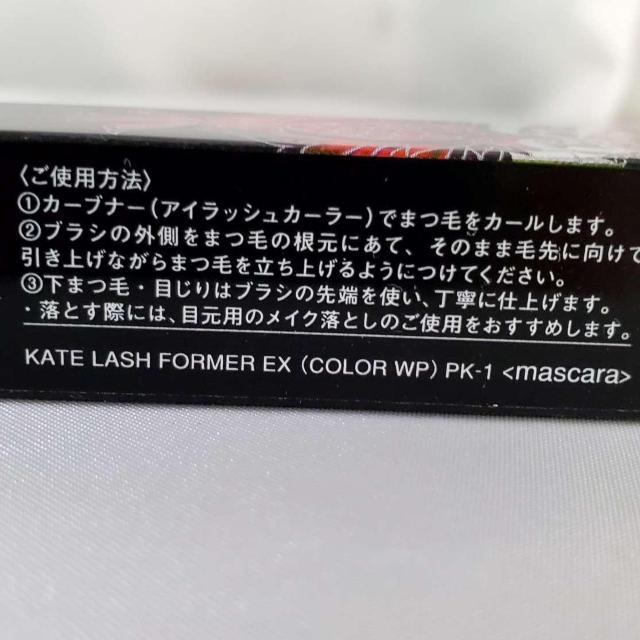 〈ご使用方法〉
①カーブナー(アイラッシュカーラー)でまつ毛をカールします。
②ブラシの外側をまつ毛の根元にあて、そのまま毛先に向けて
引き上げながらまつ毛を立ち上げるようにつけてください。
③下まつ毛・目じりはブラシの先端を使い、丁寧に仕上げます。
・落とす際には、目元用のメイク落としのご使用をおすすめします。
KATE LASH FORMER EX (COLOR WP) PK-1 <mascara>